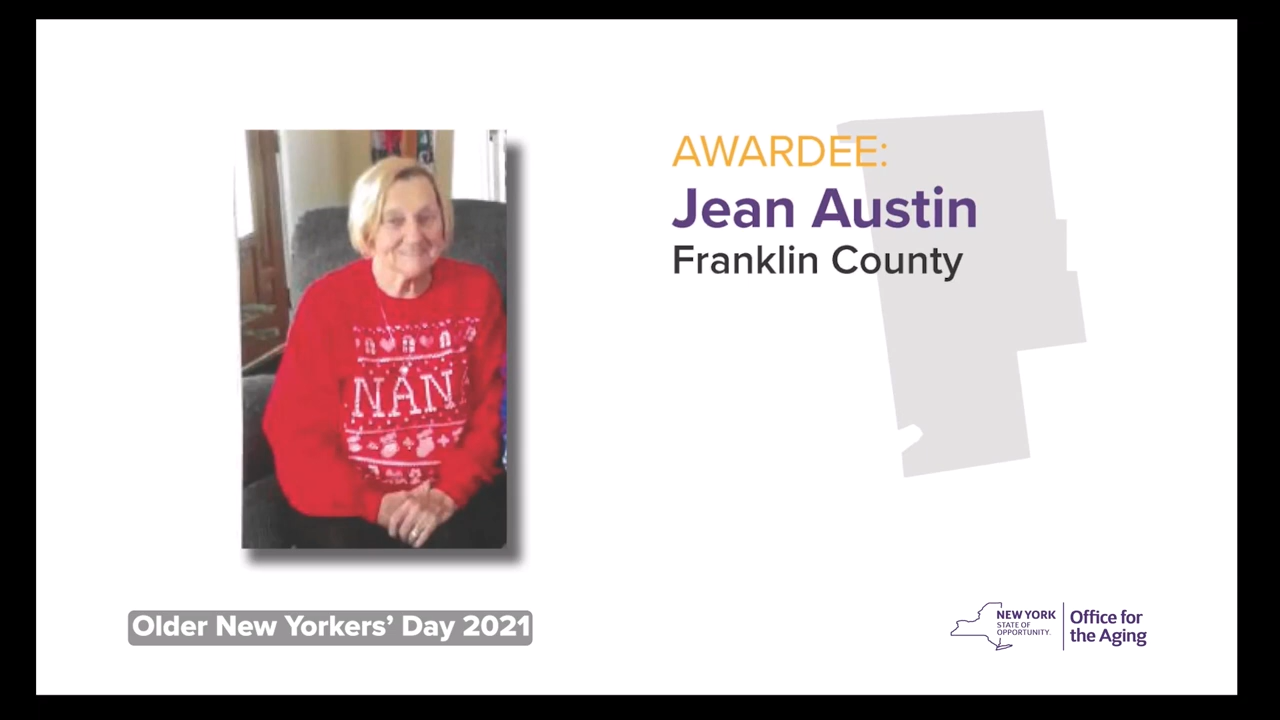 AWARDEE:
Jean Austin
Franklin County
NAN
Older New Yorkers’ Day 2021
NEW YORK
STATE OF
OPPORTUNITY.
Office for
the Aging